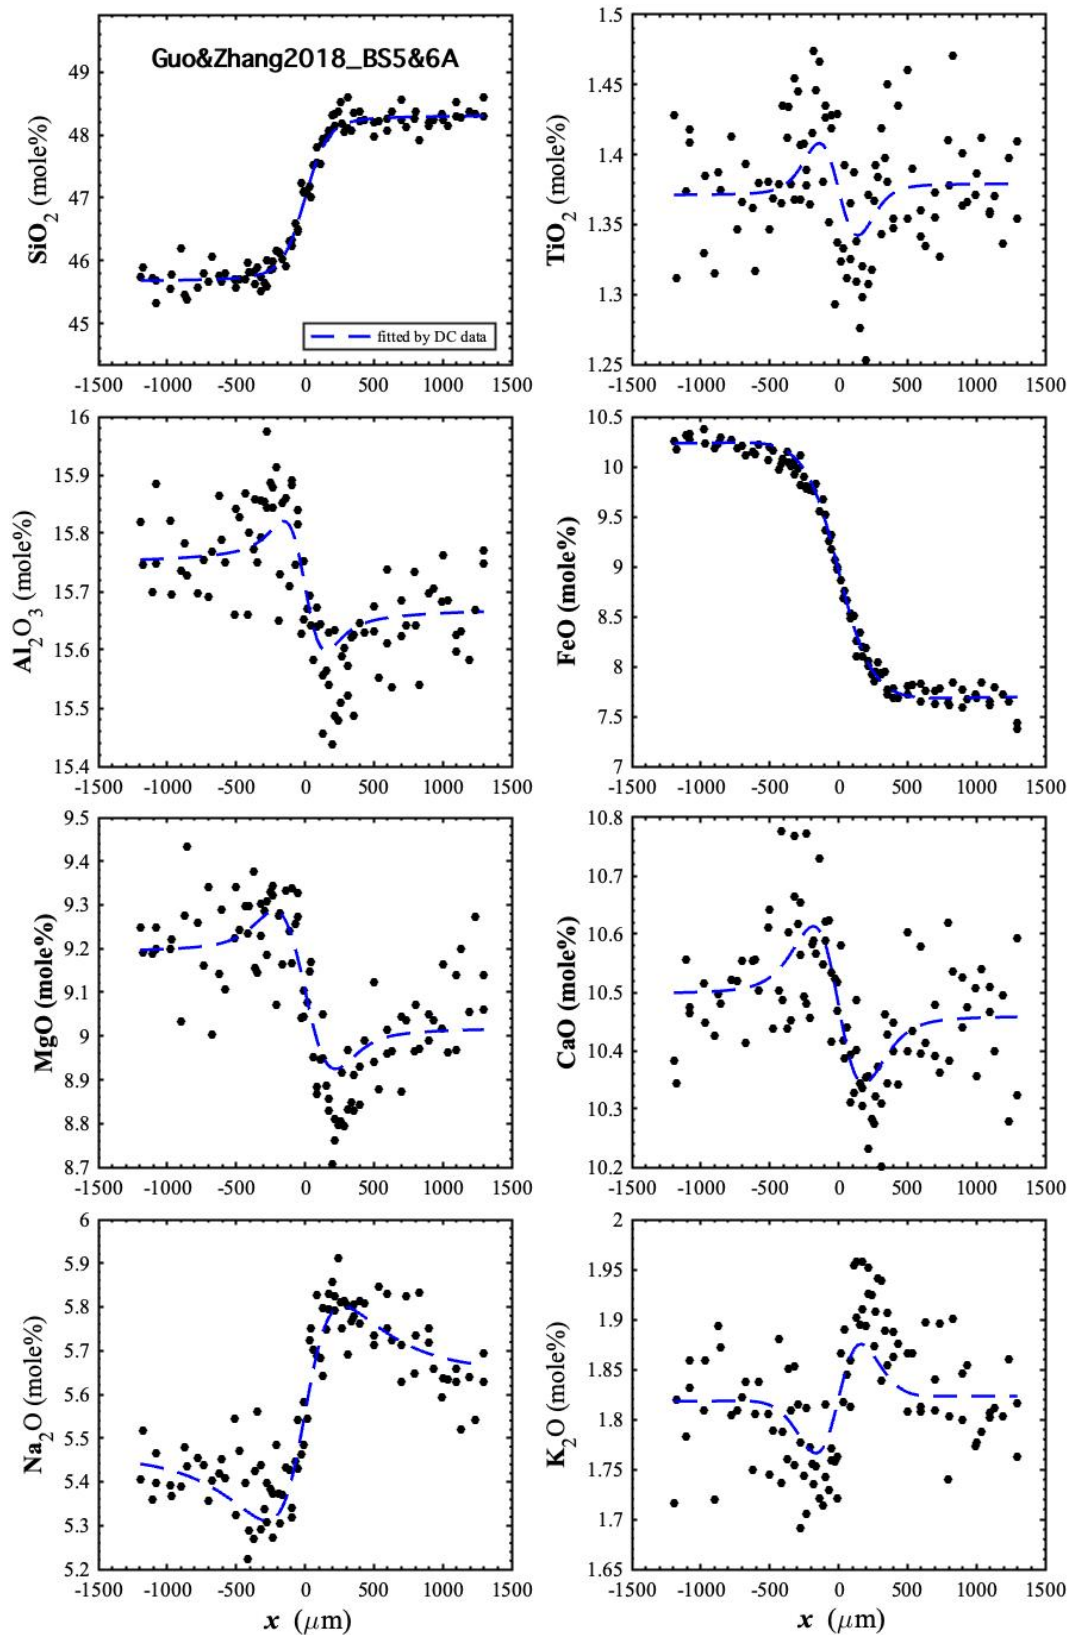 Guo&Zhang2018_BS5&6A
SiO2 (mole%)
49
48
47
46
45
fitted by DC data
-1500 -1000 -500 0 500 1000 1500
TiO2 (mole%)
1.5
1.45
1.4
1.35
1.3
1.25
-1500 -1000 -500 0 500 1000 1500
Al2O3 (mole%)
16
15.9
15.8
15.7
15.6
15.5
15.4
-1500 -1000 -500 0 500 1000 1500
FeO (mole%)
10.5
10
9.5
9
8.5
8
7.5
7
-1500 -1000 -500 0 500 1000 1500
MgO (mole%)
9.5
9.4
9.3
9.2
9.1
9
8.9
8.8
8.7
-1500 -1000 -500 0 500 1000 1500
CaO (mole%)
10.8
10.7
10.6
10.5
10.4
10.3
10.2
-1500 -1000 -500 0 500 1000 1500
Na2O (mole%)
6
5.9
5.8
5.7
5.6
5.5
5.4
5.3
5.2
-1500 -1000 -500 0 500 1000 1500
x (μm)
K2O (mole%)
2
1.95
1.9
1.85
1.8
1.75
1.7
1.65
-1500 -1000 -500 0 500 1000 1500
x (μm)